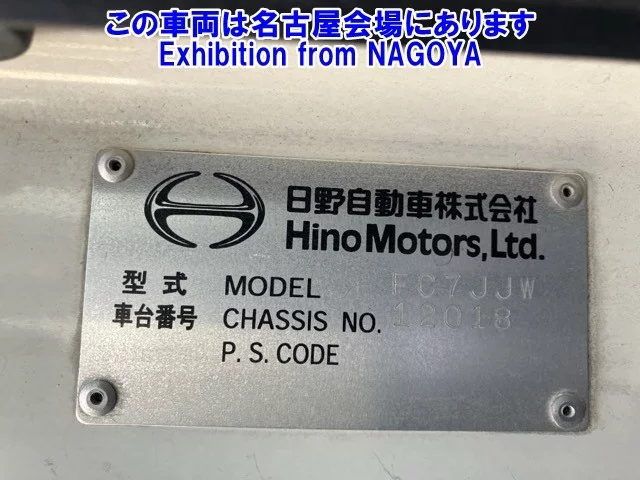 この車両は名古屋会場にあります
Exhibition from NAGOYA
日野自動車株式会社
Hino Motors, Ltd.
型式 MODEL FC7JJW
車台番号 CHASSIS NO. 12018
P. S. CODE